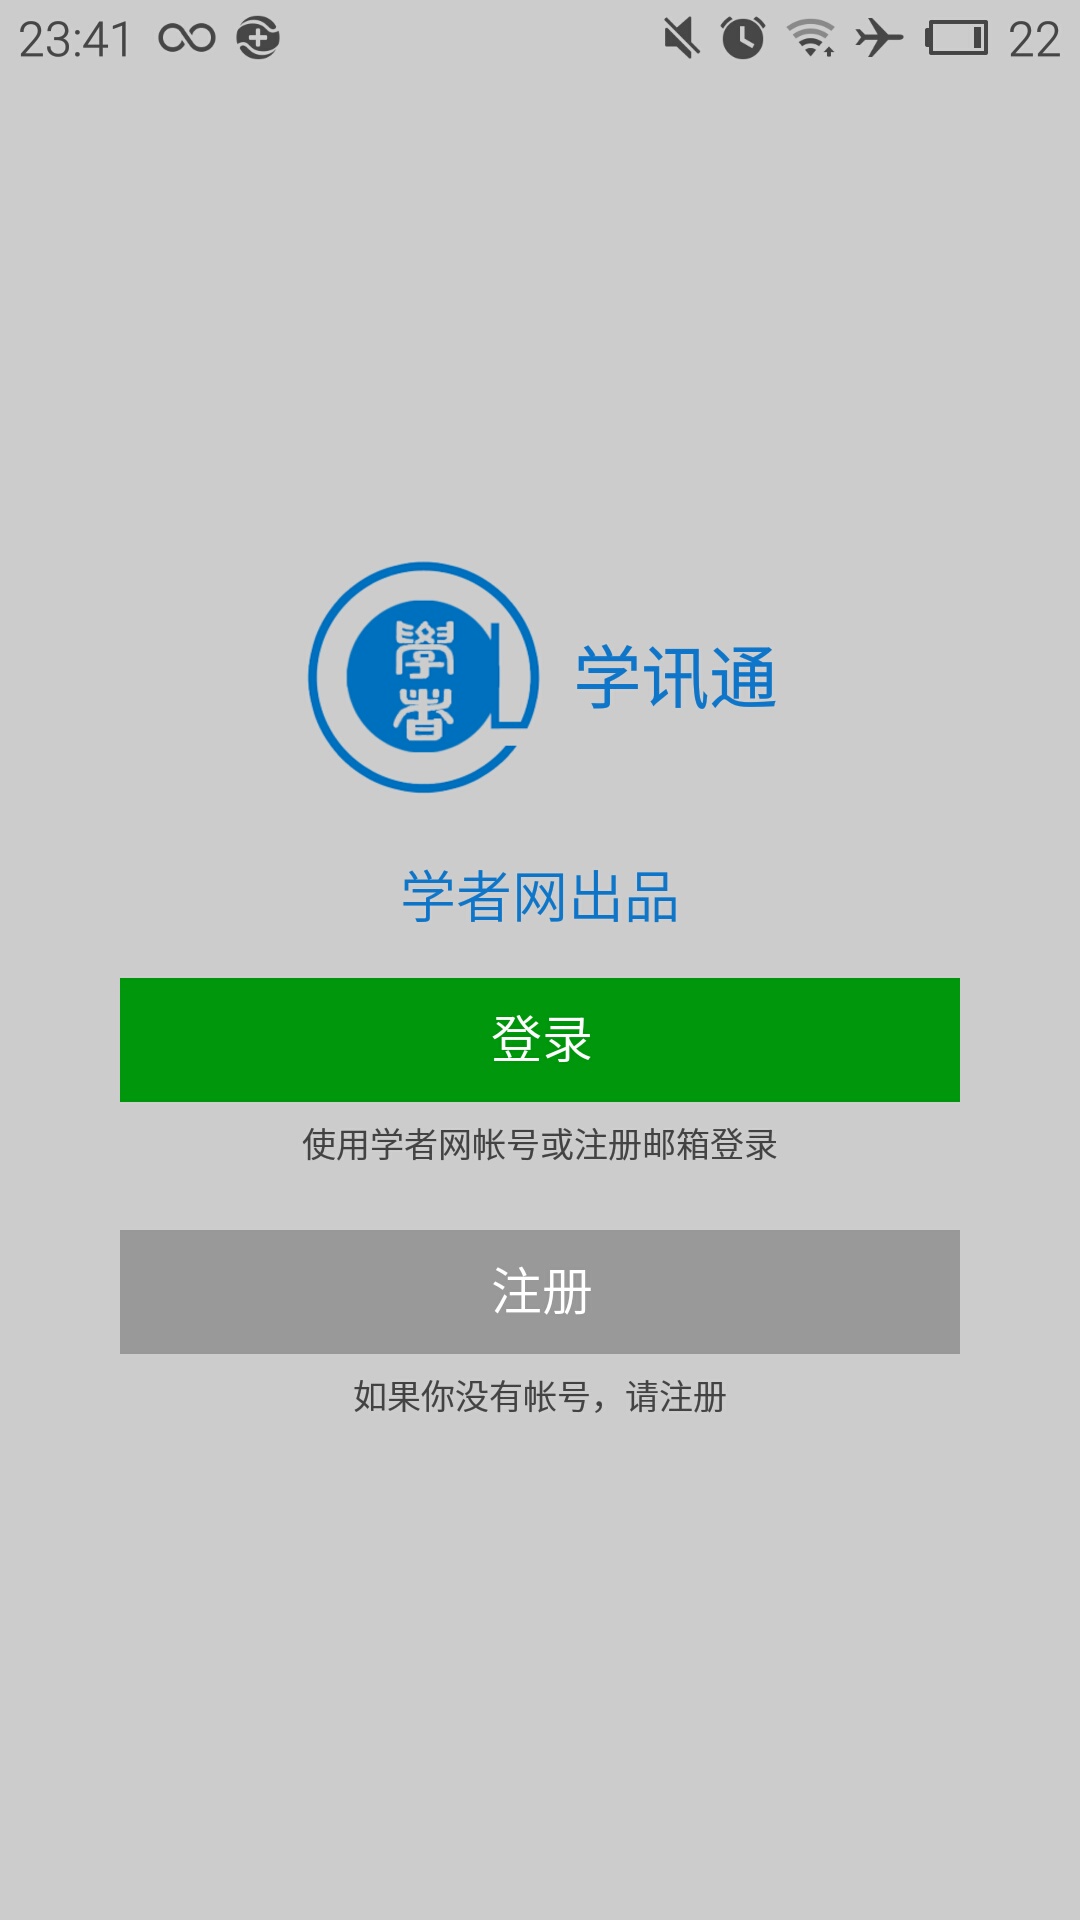 23:41 22
學者
学讯通
学者网出品
登录
使用学者网帐号或注册邮箱登录
注册
如果你没有帐号，请注册